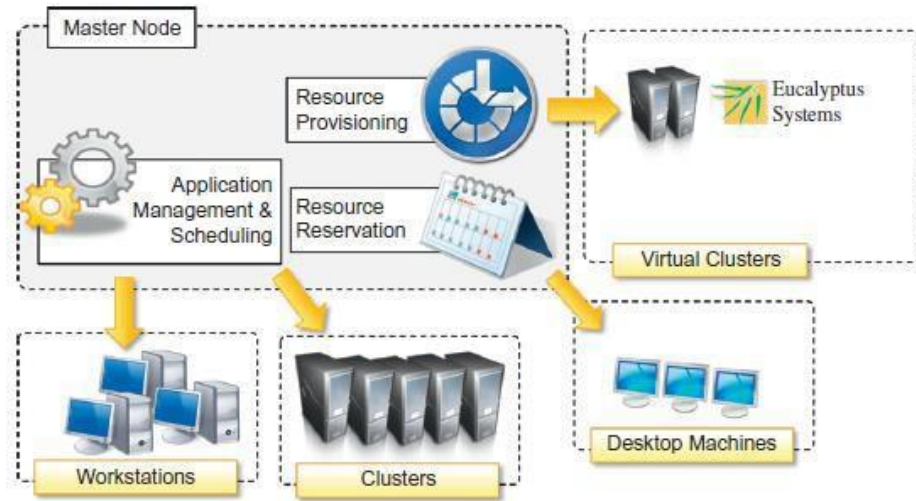 Master Node
Resource
Provisioning
Eucalyptus
Systems
Application
Management &
Scheduling
Resource
Reservation
Virtual Clusters
Workstations
Clusters
Desktop Machines